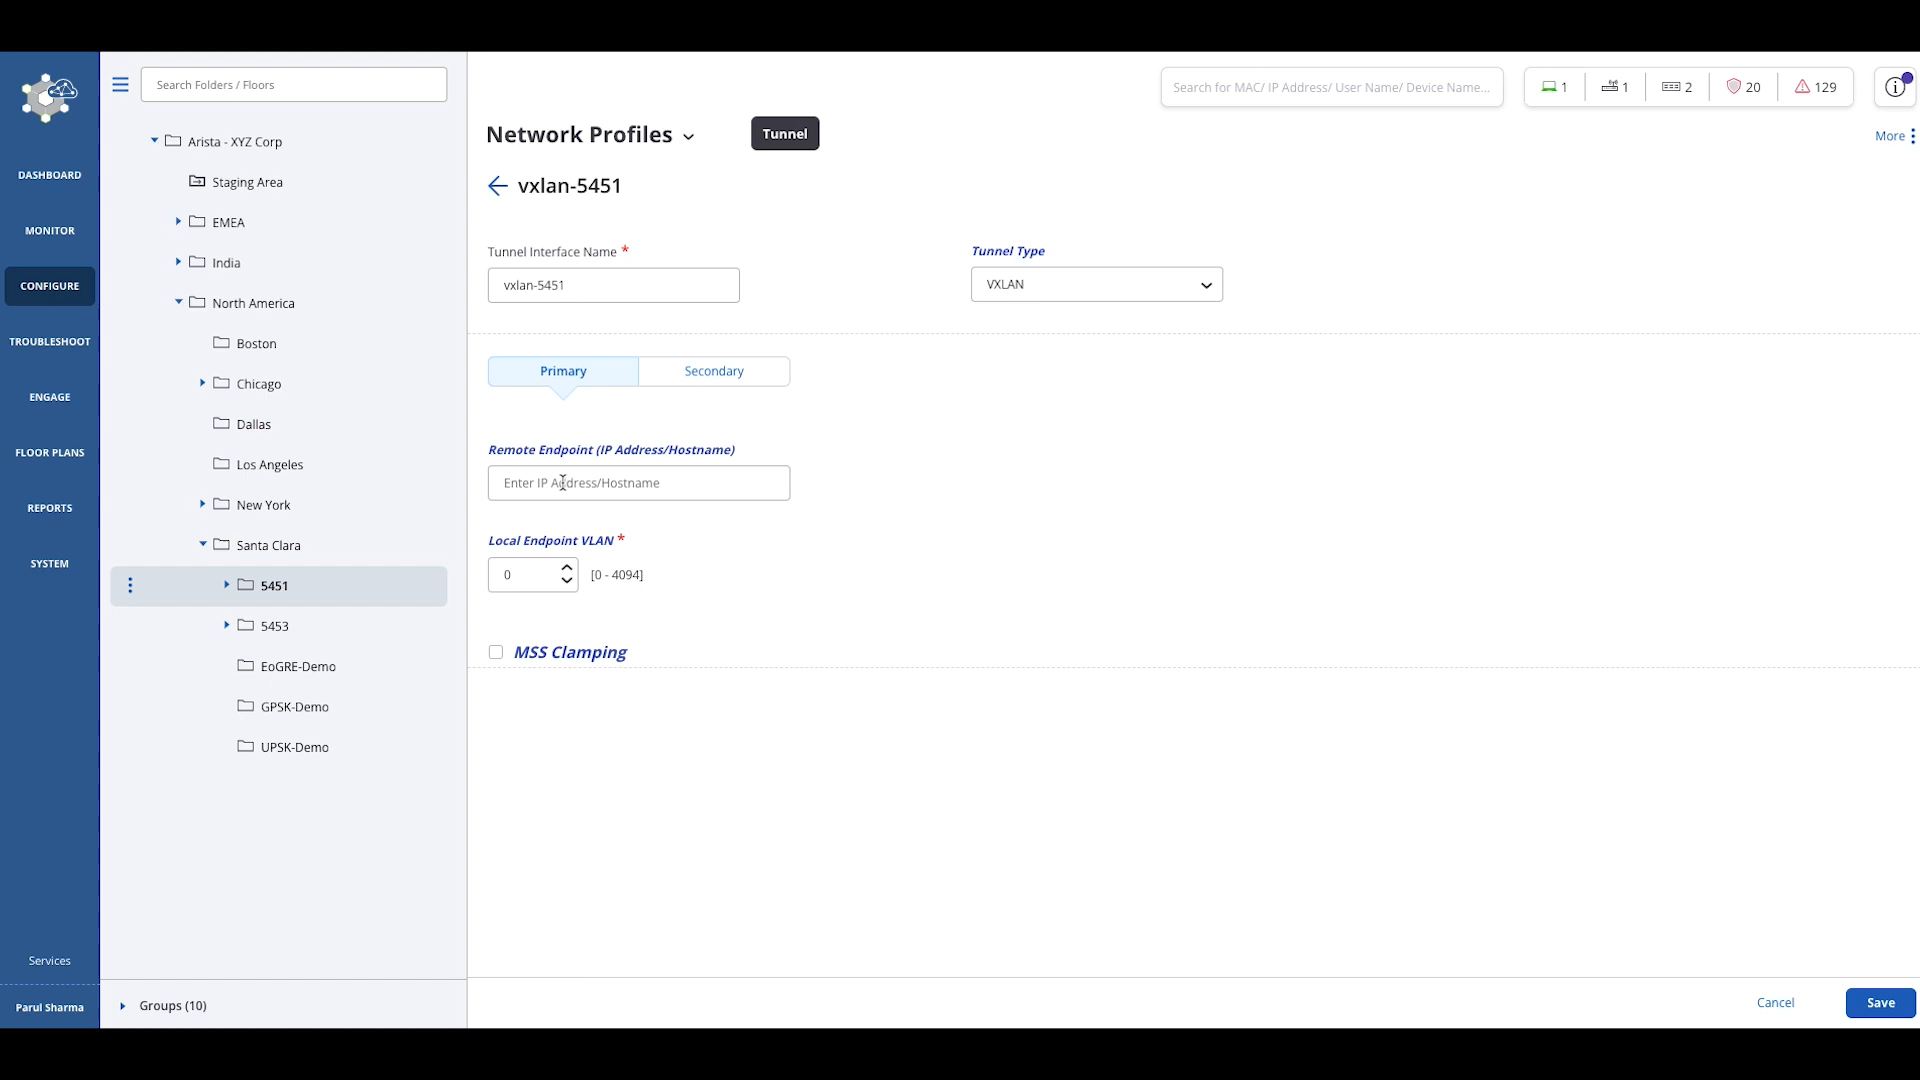 Search Folders / Floors
Search for MAC/ IP Address/ User Name/ Device Name...
1
1
2
20
129
Network Profiles
Tunnel
More
vxlan-5451
DASHBOARD
MONITOR
CONFIGURE
TROUBLESHOOT
ENGAGE
FLOOR PLANS
REPORTS
SYSTEM
Services
Parul Sharma
Arista - XYZ Corp
Staging Area
EMEA
India
North America
Boston
Chicago
Dallas
Los Angeles
New York
Santa Clara
5451
5453
EoGRE-Demo
GPSK-Demo
UPSK-Demo
Groups (10)
Tunnel Interface Name *
vxlan-5451
Tunnel Type
VXLAN
Primary
Secondary
Remote Endpoint (IP Address/Hostname)
Enter IP Address/Hostname
Local Endpoint VLAN *
0
[0 - 4094]
MSS Clamping
Cancel
Save